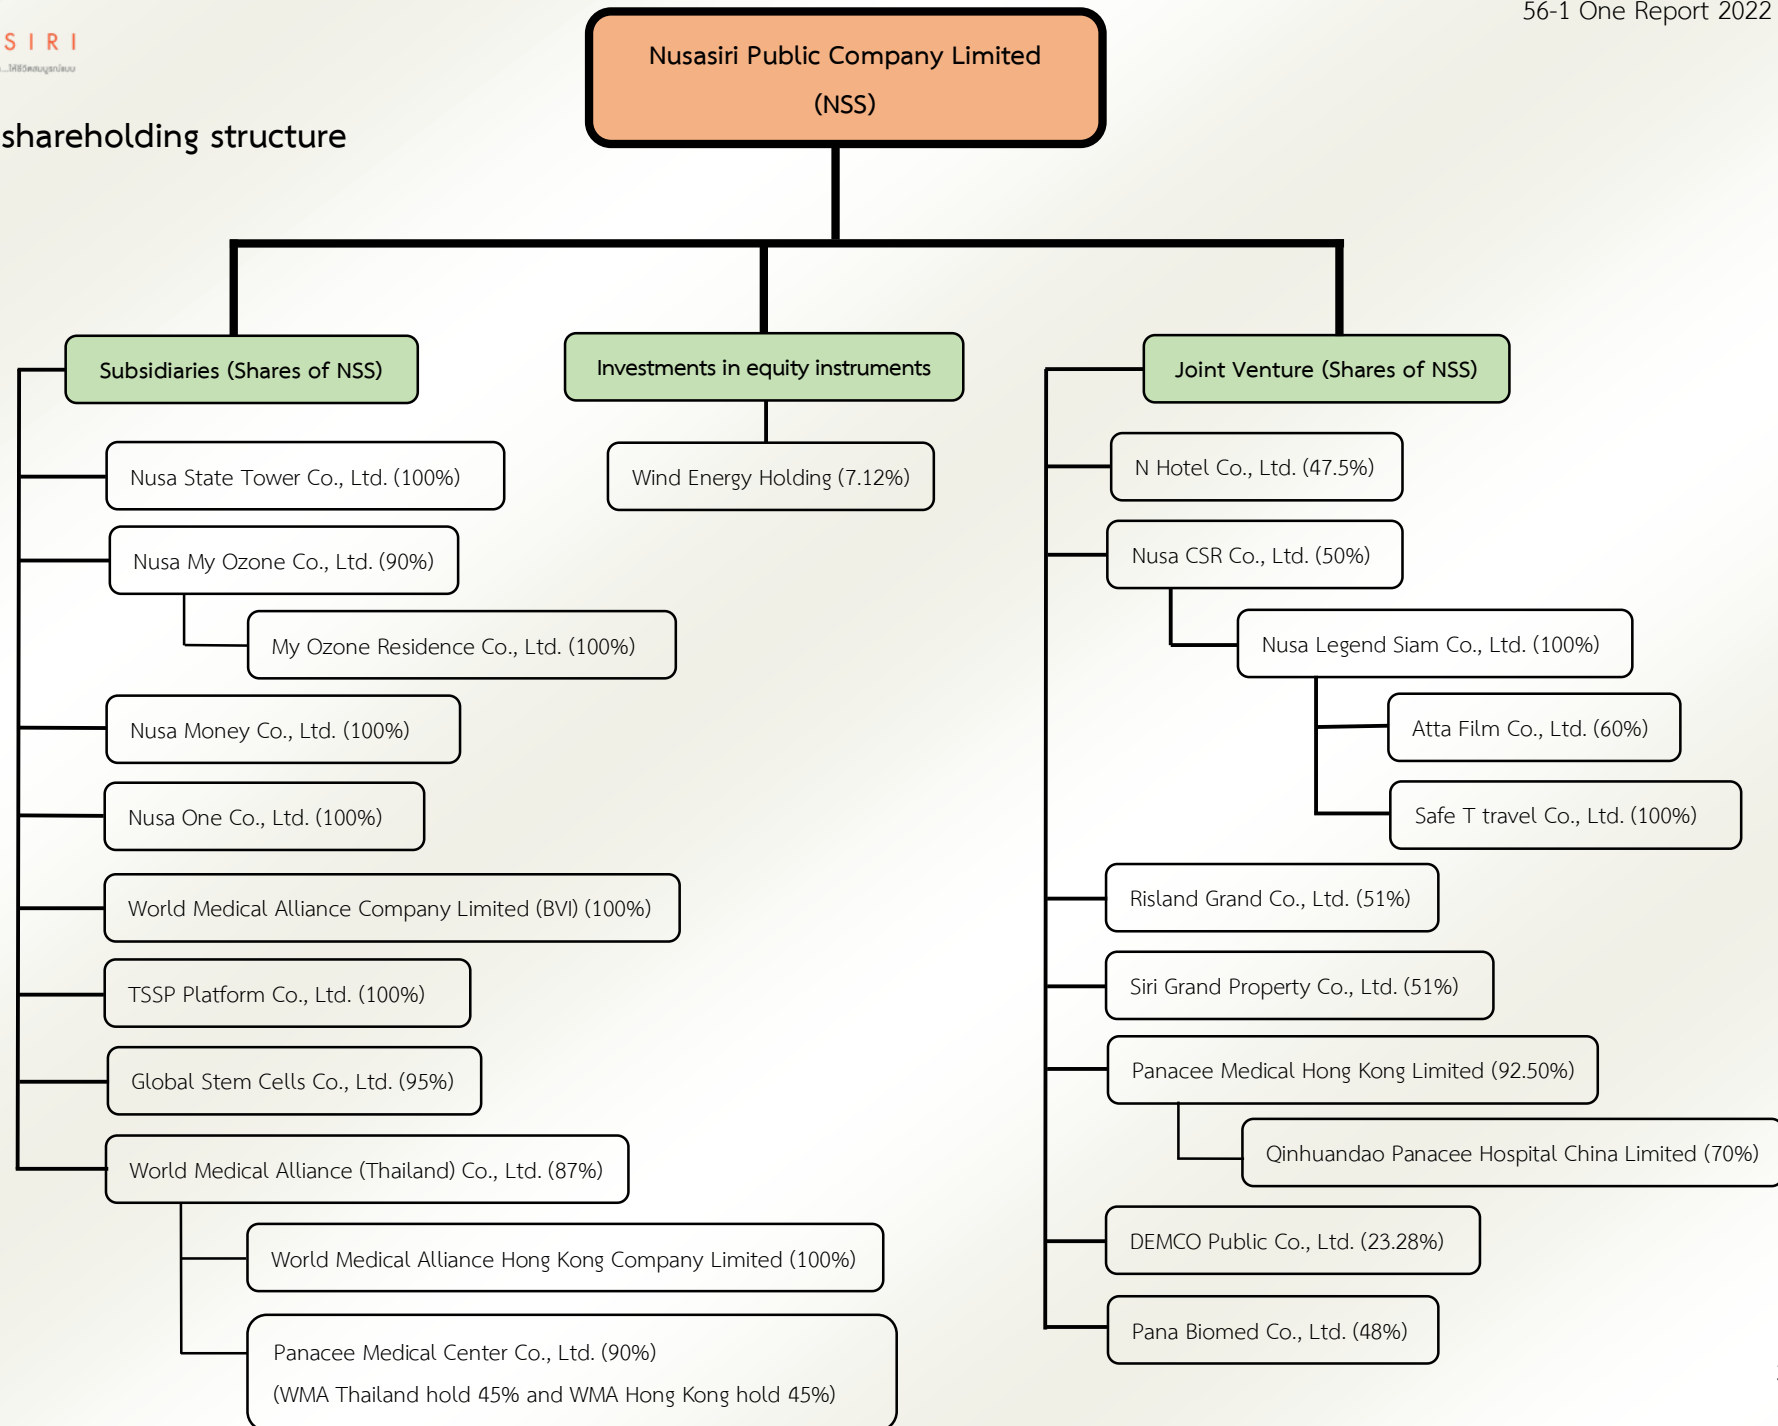 56-1 One Report 2022
SIRI
shareholding structure
Nusasiri Public Company Limited
(NSS)
Subsidiaries (Shares of NSS)
Nusa State Tower Co., Ltd. (100%)
Nusa My Ozone Co., Ltd. (90%)
My Ozone Residence Co., Ltd. (100%)
Nusa Money Co., Ltd. (100%)
Nusa One Co., Ltd. (100%)
World Medical Alliance Company Limited (BVI) (100%)
TSSP Platform Co., Ltd. (100%)
Global Stem Cells Co., Ltd. (95%)
World Medical Alliance (Thailand) Co., Ltd. (87%)
World Medical Alliance Hong Kong Company Limited (100%)
Panacee Medical Center Co., Ltd. (90%)
(WMA Thailand hold 45% and WMA Hong Kong hold 45%)
Investments in equity instruments
Wind Energy Holding (7.12%)
Joint Venture (Shares of NSS)
N Hotel Co., Ltd. (47.5%)
Nusa CSR Co., Ltd. (50%)
Nusa Legend Siam Co., Ltd. (100%)
Atta Film Co., Ltd. (60%)
Safe T travel Co., Ltd. (100%)
Risland Grand Co., Ltd. (51%)
Siri Grand Property Co., Ltd. (51%)
Panacee Medical Hong Kong Limited (92.50%)
Qinhuandao Panacee Hospital China Limited (70%)
DEMCO Public Co., Ltd. (23.28%)
Pana Biomed Co., Ltd. (48%)